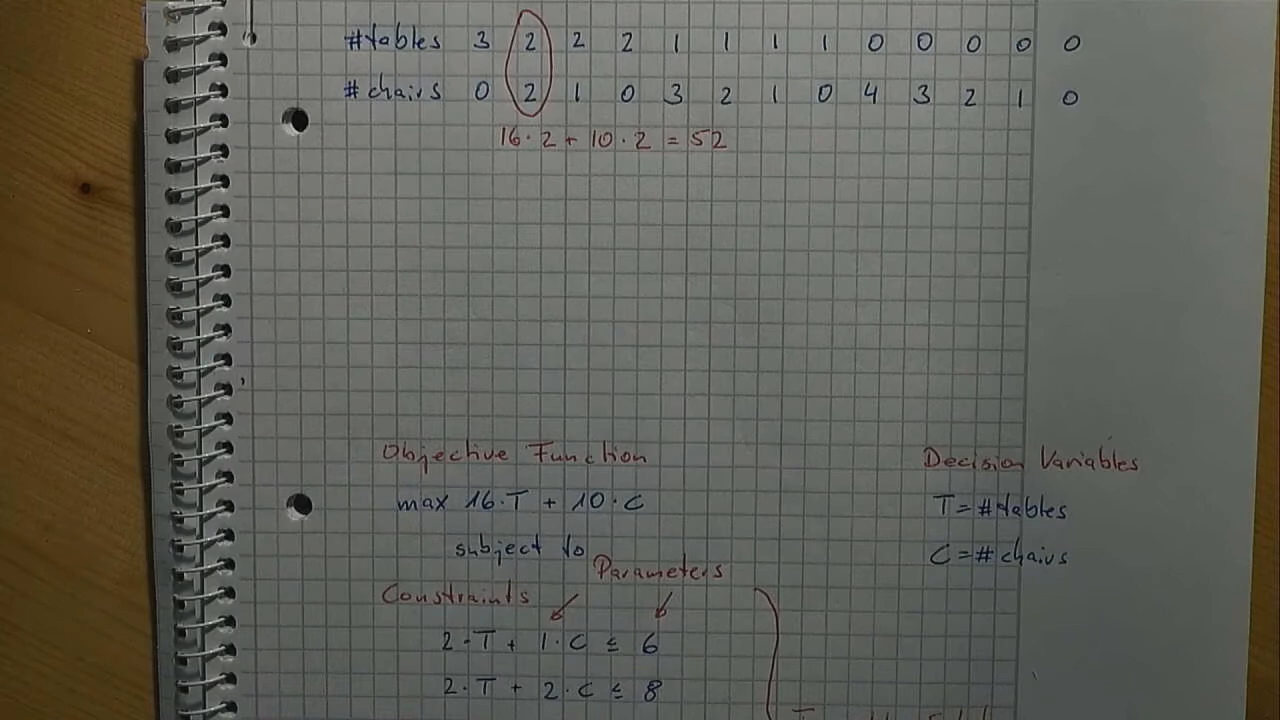 #tables 3 2 2 2 1 1 1 1 0 0 0 0 0
#chairs 0 2 1 0 3 2 1 0 4 3 2 1 0
16·2 + 10·2 = 52
Objective Function
max 16·T + 10·C
subject to
Parameters
Constraints
2·T + 1·C ≤ 6
2·T + 2·C ≤ 8
Decision Variables
T = #tables
C = #chairs